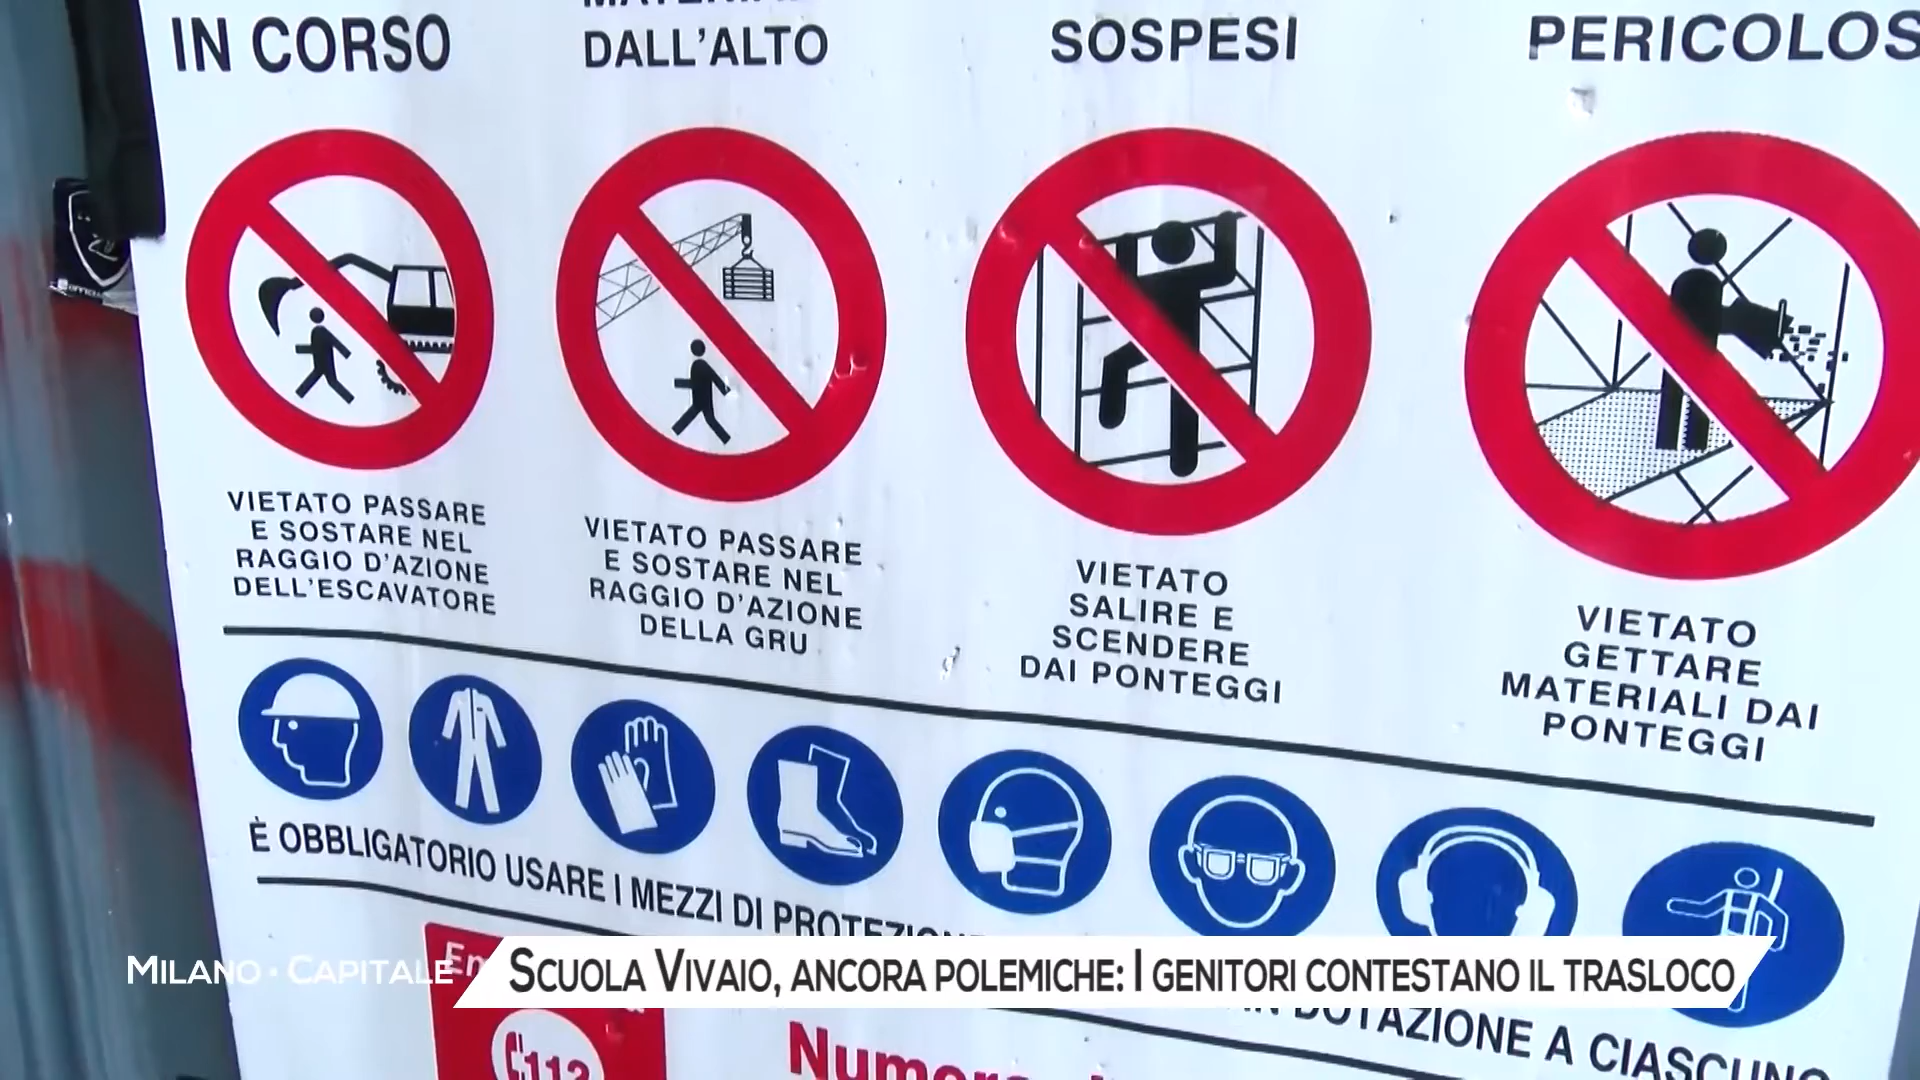 IN CORSO
DALL'ALTO
SOSPESI
PERICOLOS
VIETATO PASSARE
E SOSTARE NEL
RAGGIO D'AZIONE
DELL'ESCAVATORE
VIETATO PASSARE
E SOSTARE NEL
RAGGIO D'AZIONE
DELLA GRU
VIETATO
SALIRE E
SCENDERE
DAI PONTEGGI
VIETATO
GETTARE
MATERIALI DAI
PONTEGGI
È OBBLIGATORIO USARE I MEZZI DI PROTEZIONE
IN DOTAZIONE A CIASCUNO
MILANO • CAPITALE
SCUOLA VIVAIO, ANCORA POLEMICHE: I GENITORI CONTESTANO IL TRASLOCO
Em
112
Numero